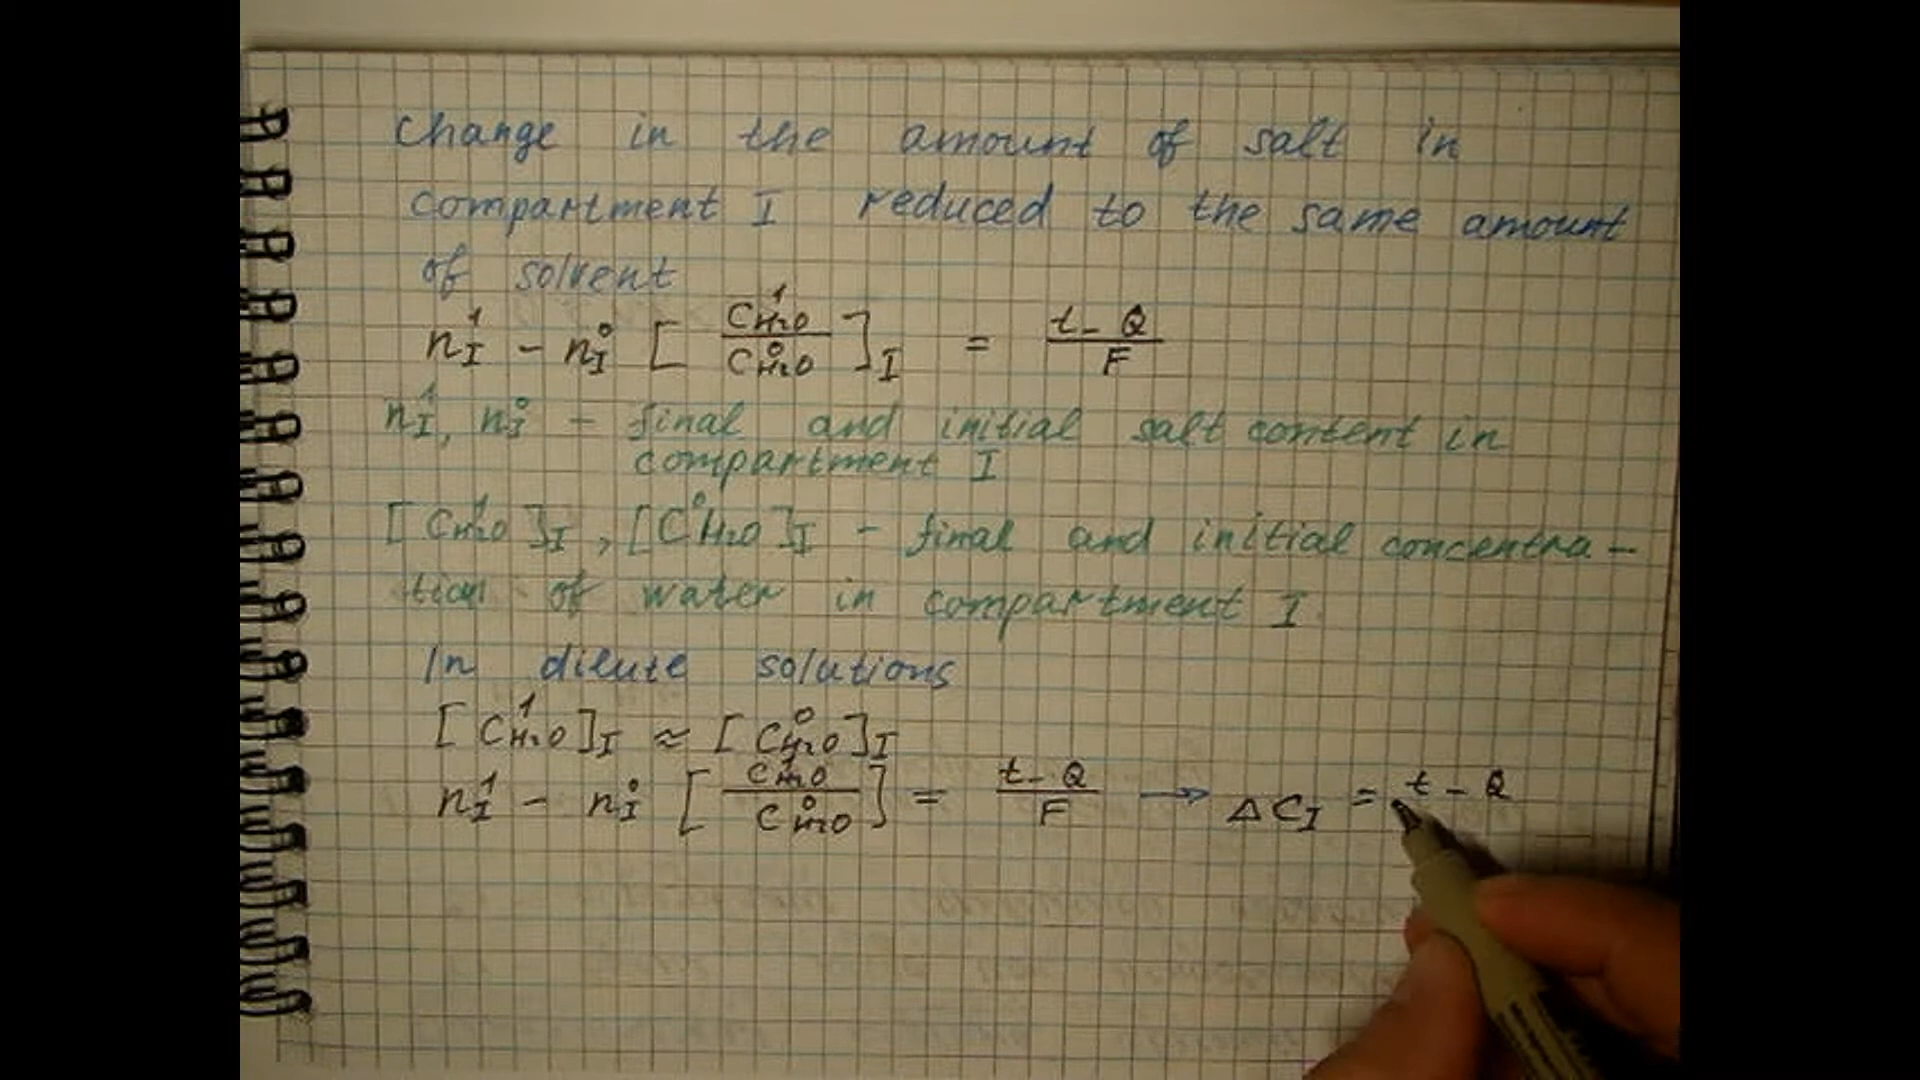 Change in the amount of salt in
compartment I reduced to the same amount
of solvent
n¹_I − n⁰_I [ C¹_H₂O / C⁰_H₂O ]_I = t₋ Q / F
n¹_I, n⁰_I − final and initial salt content in
compartment I
[C¹_H₂O]_I, [C⁰_H₂O]_I − final and initial concentra-
tion of water in compartment I
In dilute solutions
[C¹_H₂O]_I ≈ [C⁰_H₂O]_I
n¹_I − n⁰_I [ C¹_H₂O / C⁰_H₂O ] = t₋ Q / F → ΔC_I = t₋ Q